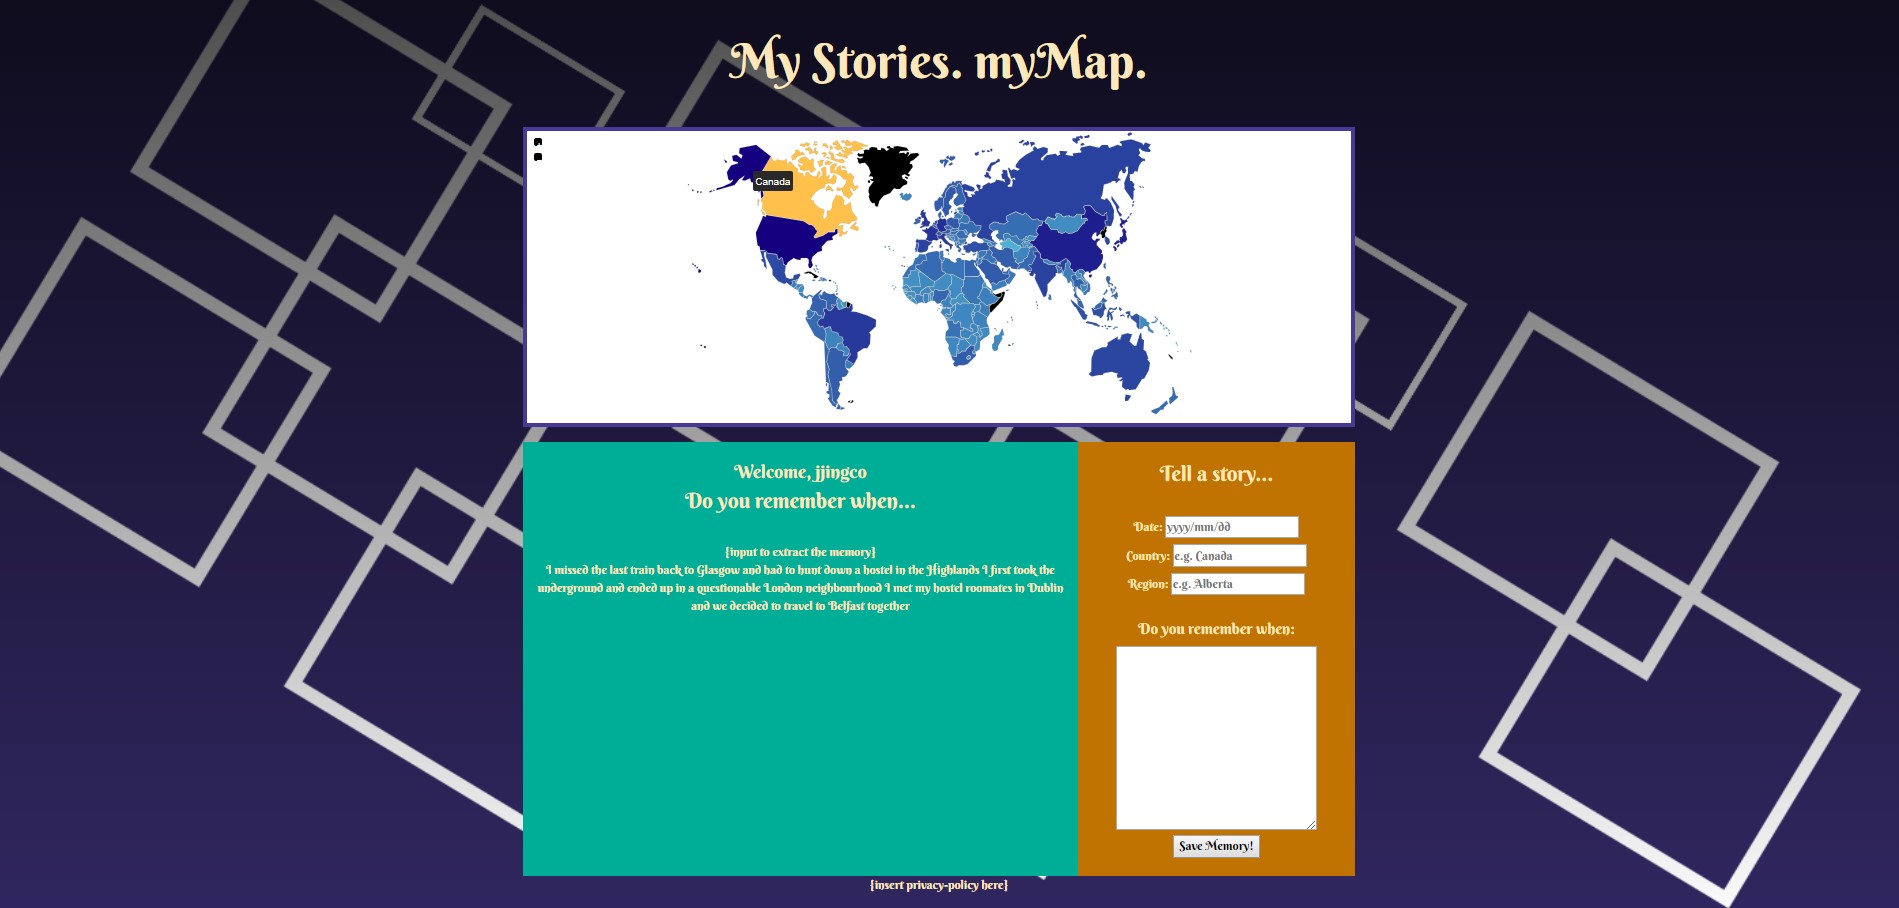 My Stories. myMap.
Canada
Welcome, jjingco
Do you remember when...
[input to extract the memory]
I missed the last train back to Glasgow and had to hunt down a hostel in the Highlands I first took the
underground and ended up in a questionable London neighbourhood I met my hostel roomates in Dublin
and we decided to travel to Belfast together
Tell a story...
Date: yyyy/mm/dd
Country: e.g. Canada
Region: e.g. Alberta
Do you remember when:
Save Memory!
[insert privacy-policy here]